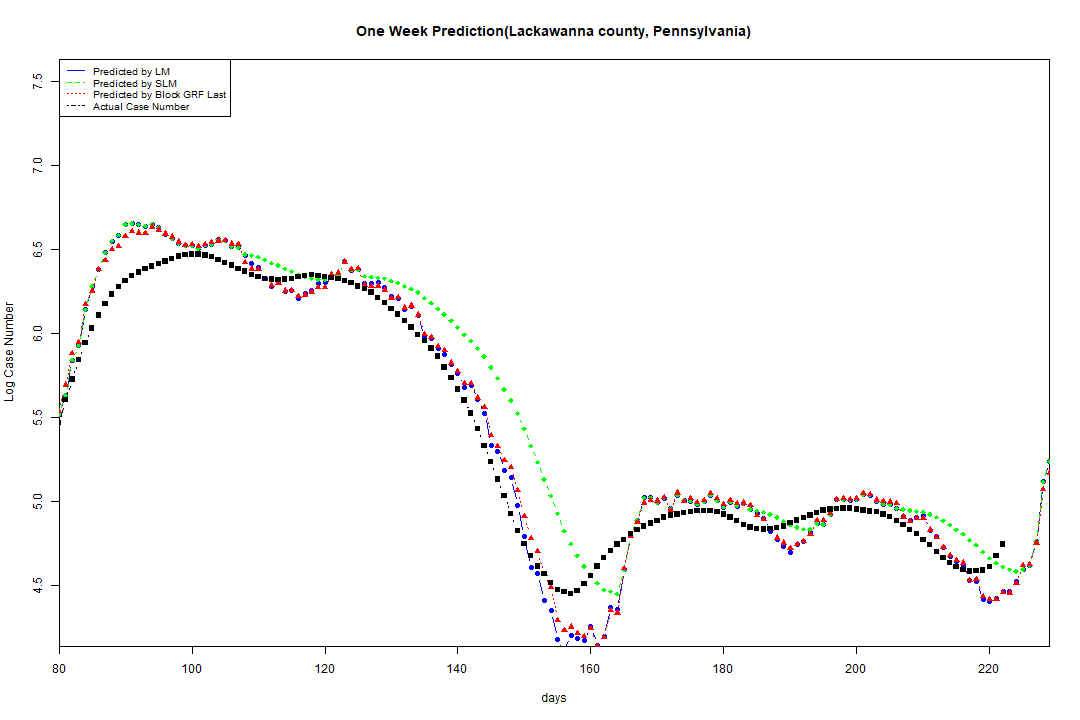 One Week Prediction(Lackawanna county, Pennsylvania)
Predicted by LM
Predicted by SLM
Predicted by Block GRF Last
Actual Case Number
7.5
7.0
6.5
6.0
5.5
5.0
4.5
Log Case Number
80 100 120 140 160 180 200 220
days